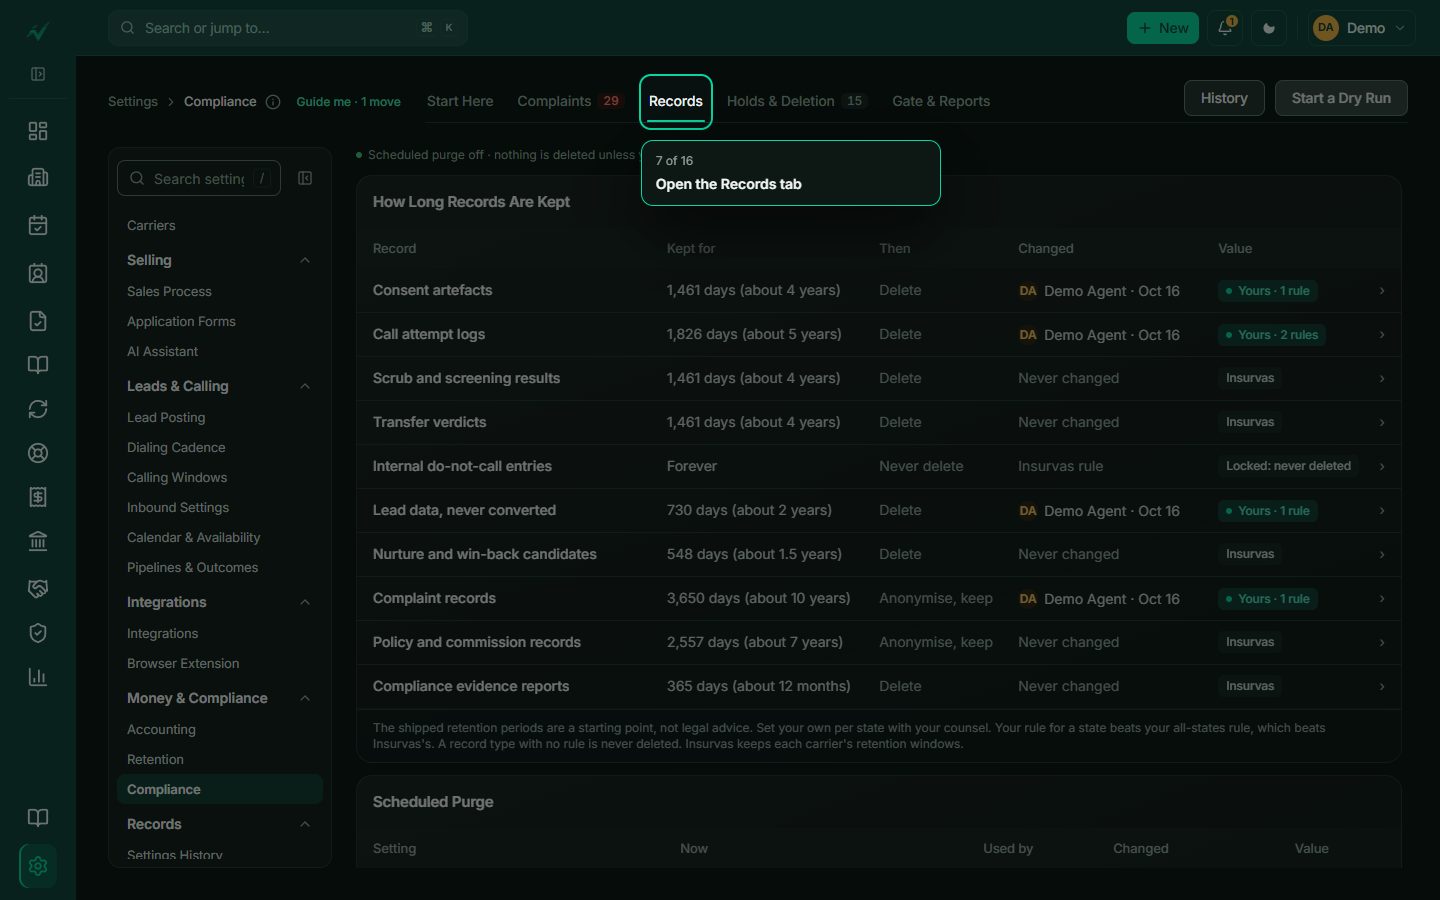 Search or jump to...
⌘ K
+ New
1
DA Demo
Settings > Compliance
Guide me · 1 move
Start Here
Complaints 29
Records
Holds & Deletion 15
Gate & Reports
History
Start a Dry Run
Scheduled purge off · nothing is deleted unless
7 of 16
Open the Records tab
Search setting /
Carriers
Selling
Sales Process
Application Forms
AI Assistant
Leads & Calling
Lead Posting
Dialing Cadence
Calling Windows
Inbound Settings
Calendar & Availability
Pipelines & Outcomes
Integrations
Integrations
Browser Extension
Money & Compliance
Accounting
Retention
Compliance
Records
Settings History
How Long Records Are Kept
Record Kept for Then Changed Value
Consent artefacts 1,461 days (about 4 years) Delete DA Demo Agent · Oct 16 Yours · 1 rule
Call attempt logs 1,826 days (about 5 years) Delete DA Demo Agent · Oct 16 Yours · 2 rules
Scrub and screening results 1,461 days (about 4 years) Delete Never changed Insurvas
Transfer verdicts 1,461 days (about 4 years) Delete Never changed Insurvas
Internal do-not-call entries Forever Never delete Insurvas rule Locked: never deleted
Lead data, never converted 730 days (about 2 years) Delete DA Demo Agent · Oct 16 Yours · 1 rule
Nurture and win-back candidates 548 days (about 1.5 years) Delete Never changed Insurvas
Complaint records 3,650 days (about 10 years) Anonymise, keep DA Demo Agent · Oct 16 Yours · 1 rule
Policy and commission records 2,557 days (about 7 years) Anonymise, keep Never changed Insurvas
Compliance evidence reports 365 days (about 12 months) Delete Never changed Insurvas
The shipped retention periods are a starting point, not legal advice. Set your own per state with your counsel. Your rule for a state beats your all-states rule, which beats
Insurvas's. A record type with no rule is never deleted. Insurvas keeps each carrier's retention windows.
Scheduled Purge
Setting Now Used by Changed Value